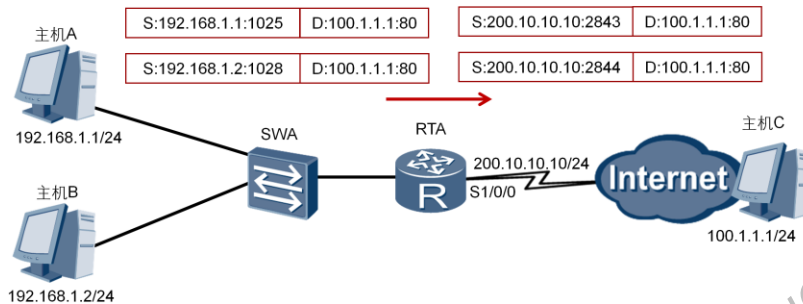 S:192.168.1.1:1025 D:100.1.1.1:80 S:200.10.10.10:2843 D:100.1.1.1:80
主机A
S:192.168.1.2:1028 D:100.1.1.1:80 S:200.10.10.10:2844 D:100.1.1.1:80
192.168.1.1/24
SWA
RTA
主机C
200.10.10.10/24
Internet
R
S1/0/0
主机B
100.1.1.1/24
192.168.1.2/24